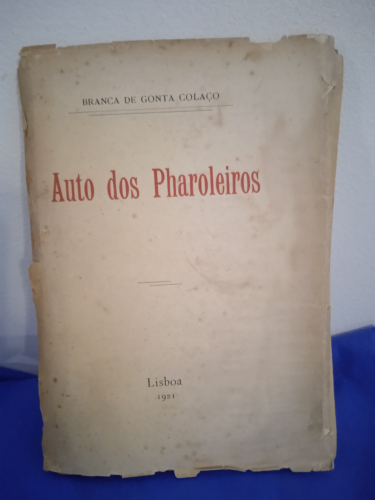 BRANCA DE GONTA COLAÇO
Auto dos Pharoleiros
Lisboa
1921